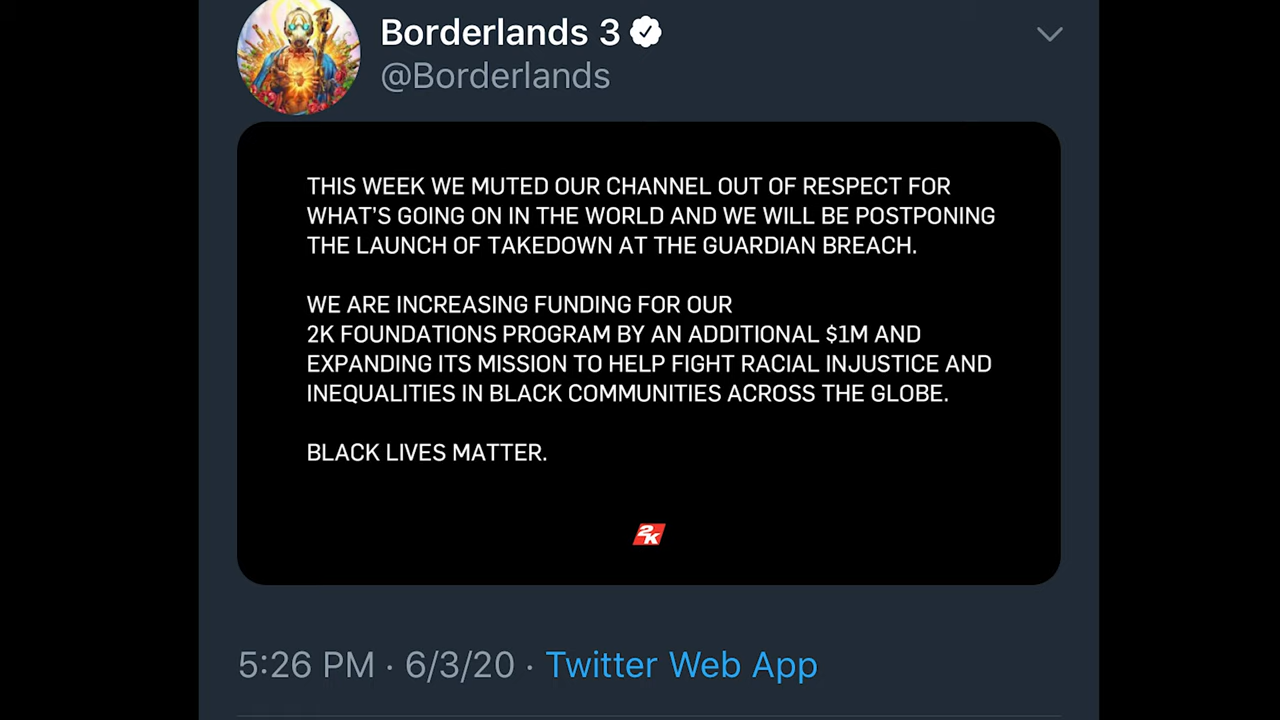 Borderlands 3
@Borderlands
THIS WEEK WE MUTED OUR CHANNEL OUT OF RESPECT FOR
WHAT'S GOING ON IN THE WORLD AND WE WILL BE POSTPONING
THE LAUNCH OF TAKEDOWN AT THE GUARDIAN BREACH.
WE ARE INCREASING FUNDING FOR OUR
2K FOUNDATIONS PROGRAM BY AN ADDITIONAL $1M AND
EXPANDING ITS MISSION TO HELP FIGHT RACIAL INJUSTICE AND
INEQUALITIES IN BLACK COMMUNITIES ACROSS THE GLOBE.
BLACK LIVES MATTER.
2K
5:26 PM · 6/3/20 · Twitter Web App